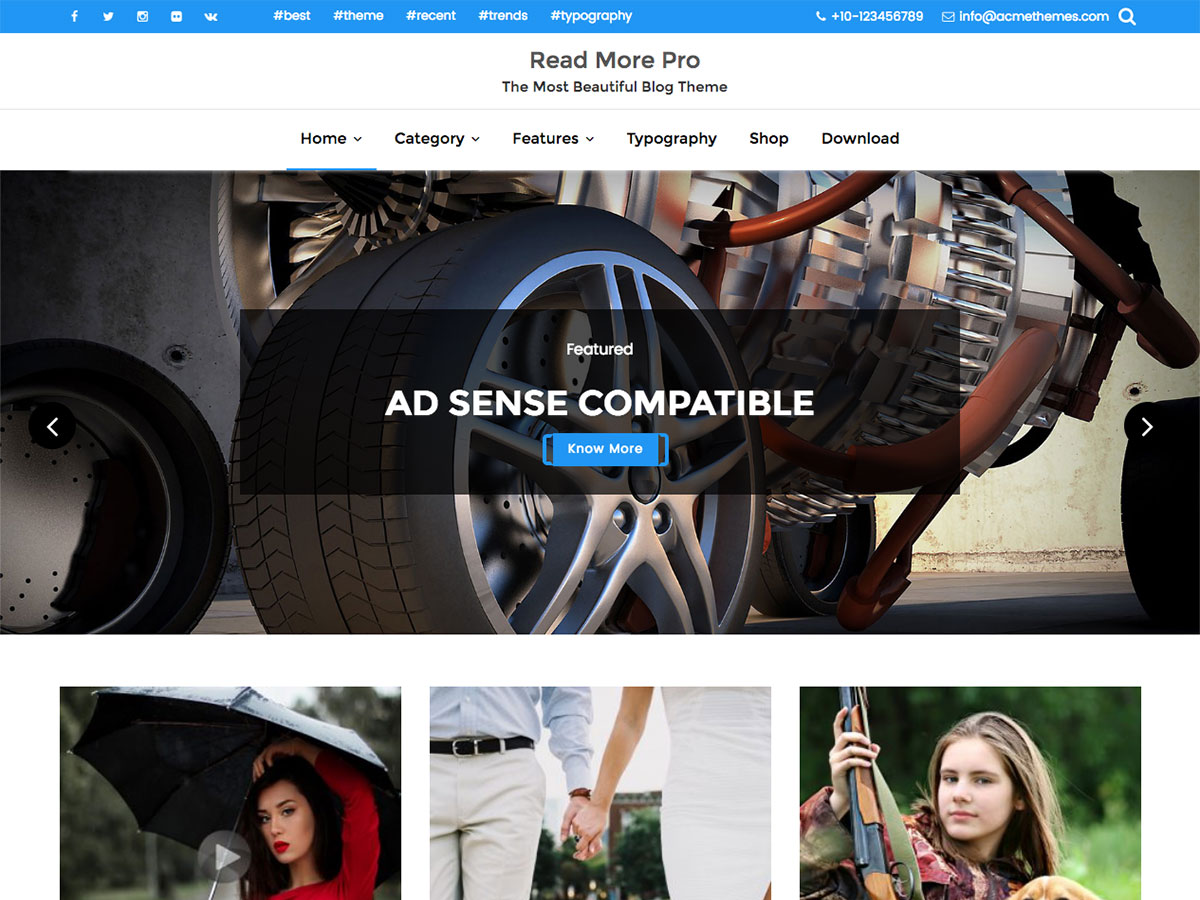 #best #theme #recent #trends #typography +10-123456789 info@acmethemes.com
Read More Pro
The Most Beautiful Blog Theme
Home Category Features Typography Shop Download
Featured
AD SENSE COMPATIBLE
Know More